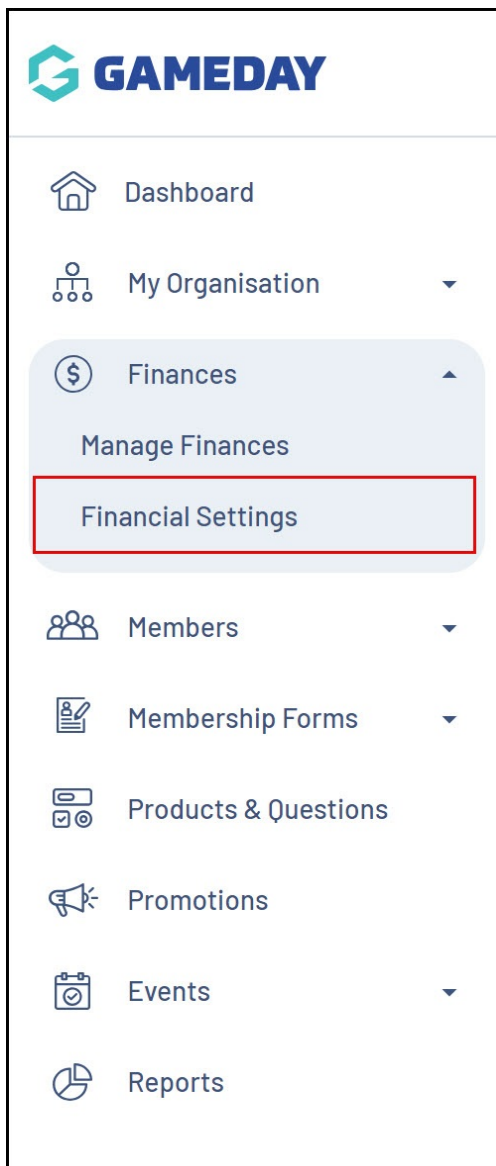 GAMEDAY
Dashboard
My Organisation
Finances
Manage Finances
Financial Settings
Members
Membership Forms
Products & Questions
Promotions
Events
Reports